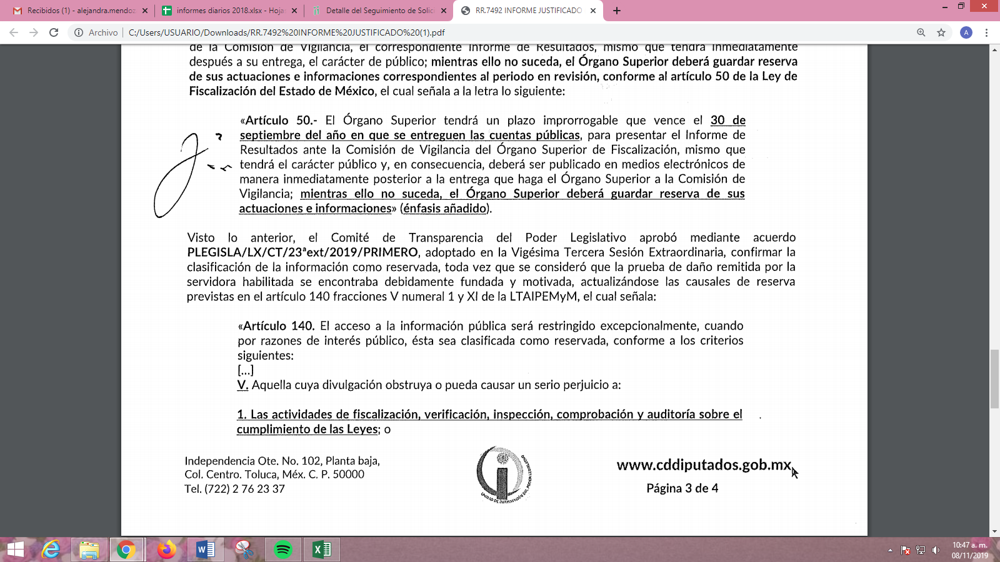 Recibidos (1) - alejandra.mendoz
informes diarios 2018.xlsx - Hoja
Detalle del Seguimiento de Solici
RR.7492 INFORME JUSTIFICADO
Archivo
C:/Users/USUARIO/Downloads/RR.7492%20INFORME%20JUSTIFICADO%20(1).pdf
A
de la Comisión de Vigilancia, el correspondiente Informe de Resultados, mismo que tendrá inmediatamente
después a su entrega, el carácter de público; mientras ello no suceda, el Órgano Superior deberá guardar reserva
de sus actuaciones e informaciones correspondientes al periodo en revisión, conforme al artículo 50 de la Ley de
Fiscalización del Estado de México, el cual señala a la letra lo siguiente:
«Artículo 50.- El Órgano Superior tendrá un plazo improrrogable que vence el 30 de
septiembre del año en que se entreguen las cuentas públicas, para presentar el Informe de
Resultados ante la Comisión de Vigilancia del Órgano Superior de Fiscalización, mismo que
tendrá el carácter público y, en consecuencia, deberá ser publicado en medios electrónicos de
manera inmediatamente posterior a la entrega que haga el Órgano Superior a la Comisión de
Vigilancia; mientras ello no suceda, el Órgano Superior deberá guardar reserva de sus
actuaciones e informaciones» (énfasis añadido).
Visto lo anterior, el Comité de Transparencia del Poder Legislativo aprobó mediante acuerdo
PLEGISLA/LX/CT/23ªext/2019/PRIMERO, adoptado en la Vigésima Tercera Sesión Extraordinaria, confirmar la
clasificación de la información como reservada, toda vez que se consideró que la prueba de daño remitida por la
servidora habilitada se encontraba debidamente fundada y motivada, actualizándose las causales de reserva
previstas en el artículo 140 fracciones V numeral 1 y XI de la LTAIPEMyM, el cual señala:
«Artículo 140. El acceso a la información pública será restringido excepcionalmente, cuando
por razones de interés público, ésta sea clasificada como reservada, conforme a los criterios
siguientes:
[...]
V. Aquella cuya divulgación obstruya o pueda causar un serio perjuicio a:
1. Las actividades de fiscalización, verificación, inspección, comprobación y auditoría sobre el
cumplimiento de las Leyes; o
Independencia Ote. No. 102, Planta baja,
Col. Centro. Toluca, Méx. C. P. 50000
Tel. (722) 2 76 23 37
UNIDAD DE INFORMACIÓN DEL PODER LEGISLATIVO
www.cddiputados.gob.mx
Página 3 de 4
10:47 a. m.
08/11/2019